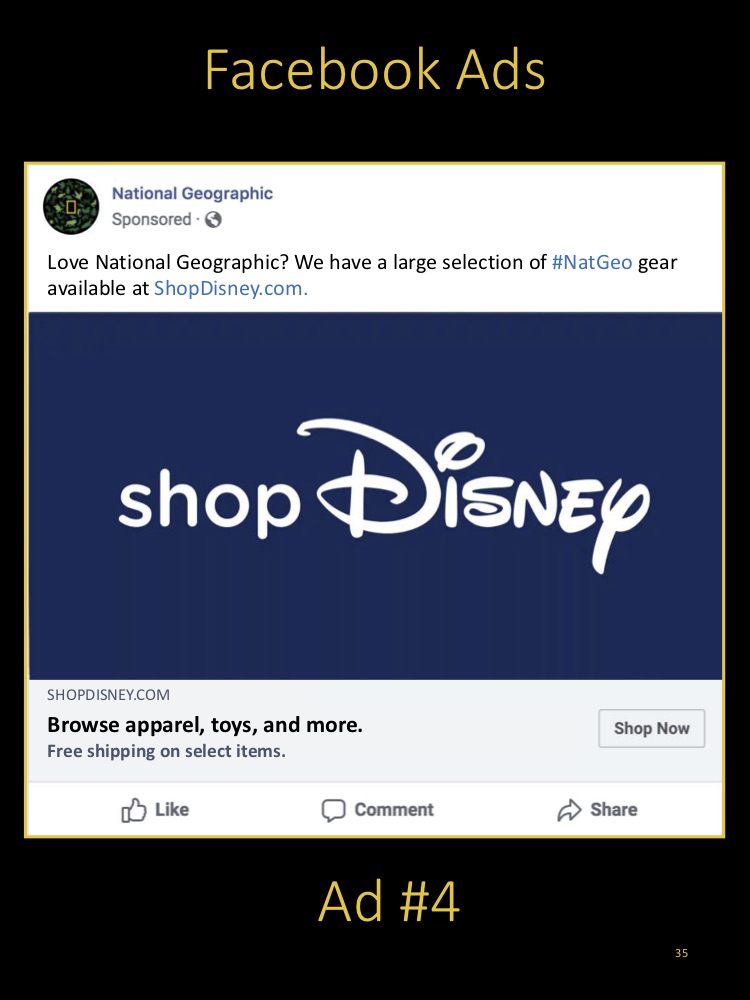 Facebook Ads
National Geographic
Sponsored ·
Love National Geographic? We have a large selection of #NatGeo gear
available at ShopDisney.com.
shop Disney
SHOPDISNEY.COM
Browse apparel, toys, and more.
Shop Now
Free shipping on select items.
Like Comment Share
Ad #4
35